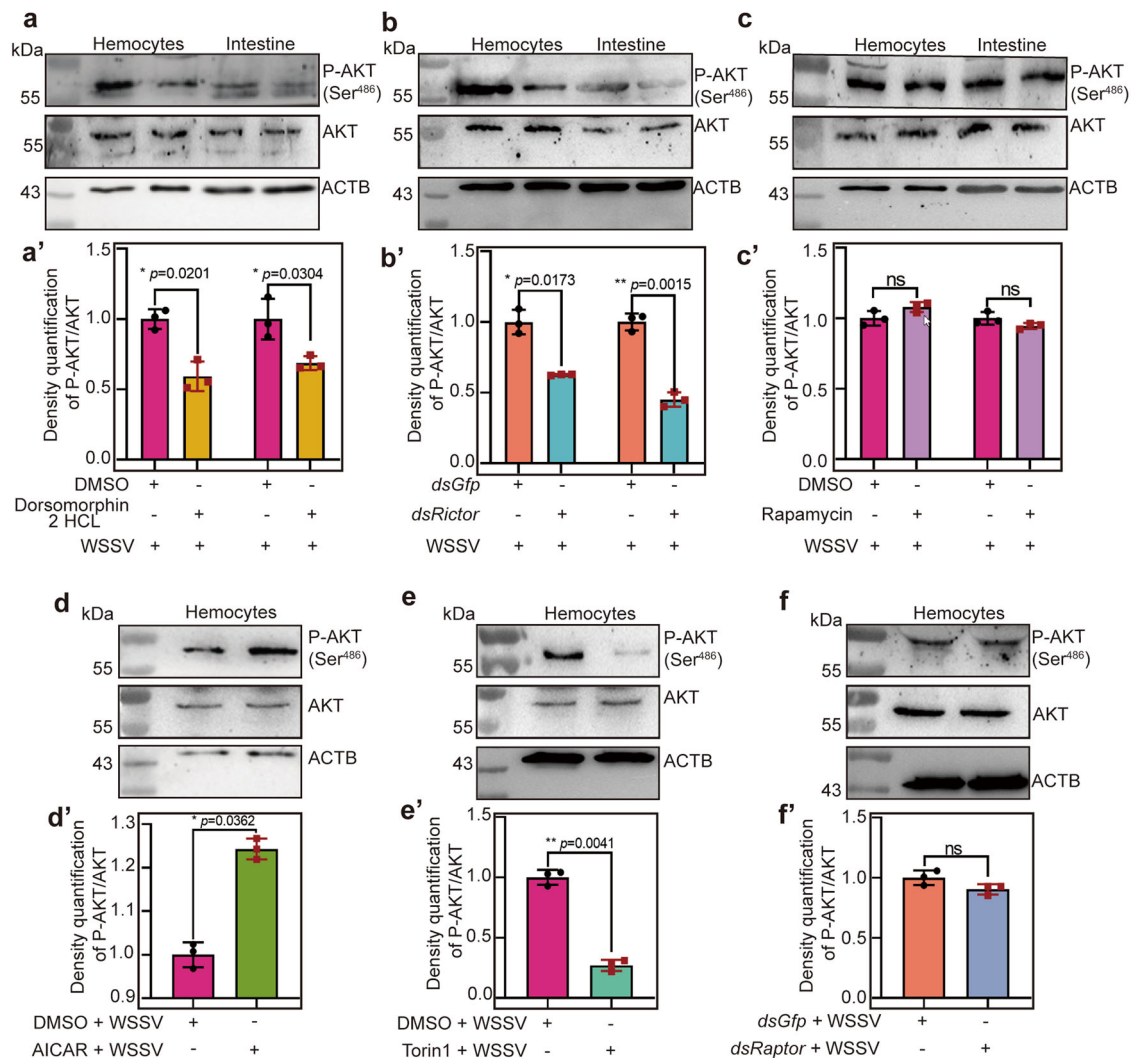 a
kDa Hemocytes Intestine
P-AKT
(Ser486)
55
AKT
55
43 ACTB
a'
Density quantification
of P-AKT/AKT
1.5
1.0
0.5
0.0
* p=0.0201
* p=0.0304
DMSO + - + -
Dorsomorphin
2 HCL - + - +
WSSV + + + +
b
Hemocytes Intestine
kDa
P-AKT
(Ser486)
55
AKT
55
43 ACTB
b'
Density quantification
of P-AKT/AKT
1.5
1.0
0.5
0.0
* p=0.0173
** p=0.0015
dsGfp + - + -
dsRictor - + - +
WSSV + + + +
c
kDa Hemocytes Intestine
P-AKT
(Ser486)
55
AKT
55
43 ACTB
c'
Density quantification
of P-AKT/AKT
1.5
1.0
0.5
0.0
ns
ns
DMSO + - + -
Rapamycin - + - +
WSSV + + + +
d
kDa Hemocytes
P-AKT
(Ser486)
55
AKT
55
43 ACTB
d'
Density quantification
of P-AKT/AKT
1.3
1.2
1.1
1.0
0.9
* p=0.0362
DMSO + WSSV + -
AICAR + WSSV - +
e
kDa Hemocytes
P-AKT
(Ser486)
55
AKT
55
43 ACTB
e'
Density quantification
of P-AKT/AKT
1.5
1.0
0.5
0.0
** p=0.0041
DMSO + WSSV + -
Torin1 + WSSV - +
f
kDa Hemocytes
P-AKT
(Ser486)
55
AKT
55
43 ACTB
f'
Density quantification
of P-AKT/AKT
1.5
1.0
0.5
0.0
ns
dsGfp + WSSV + -
dsRaptor + WSSV - +